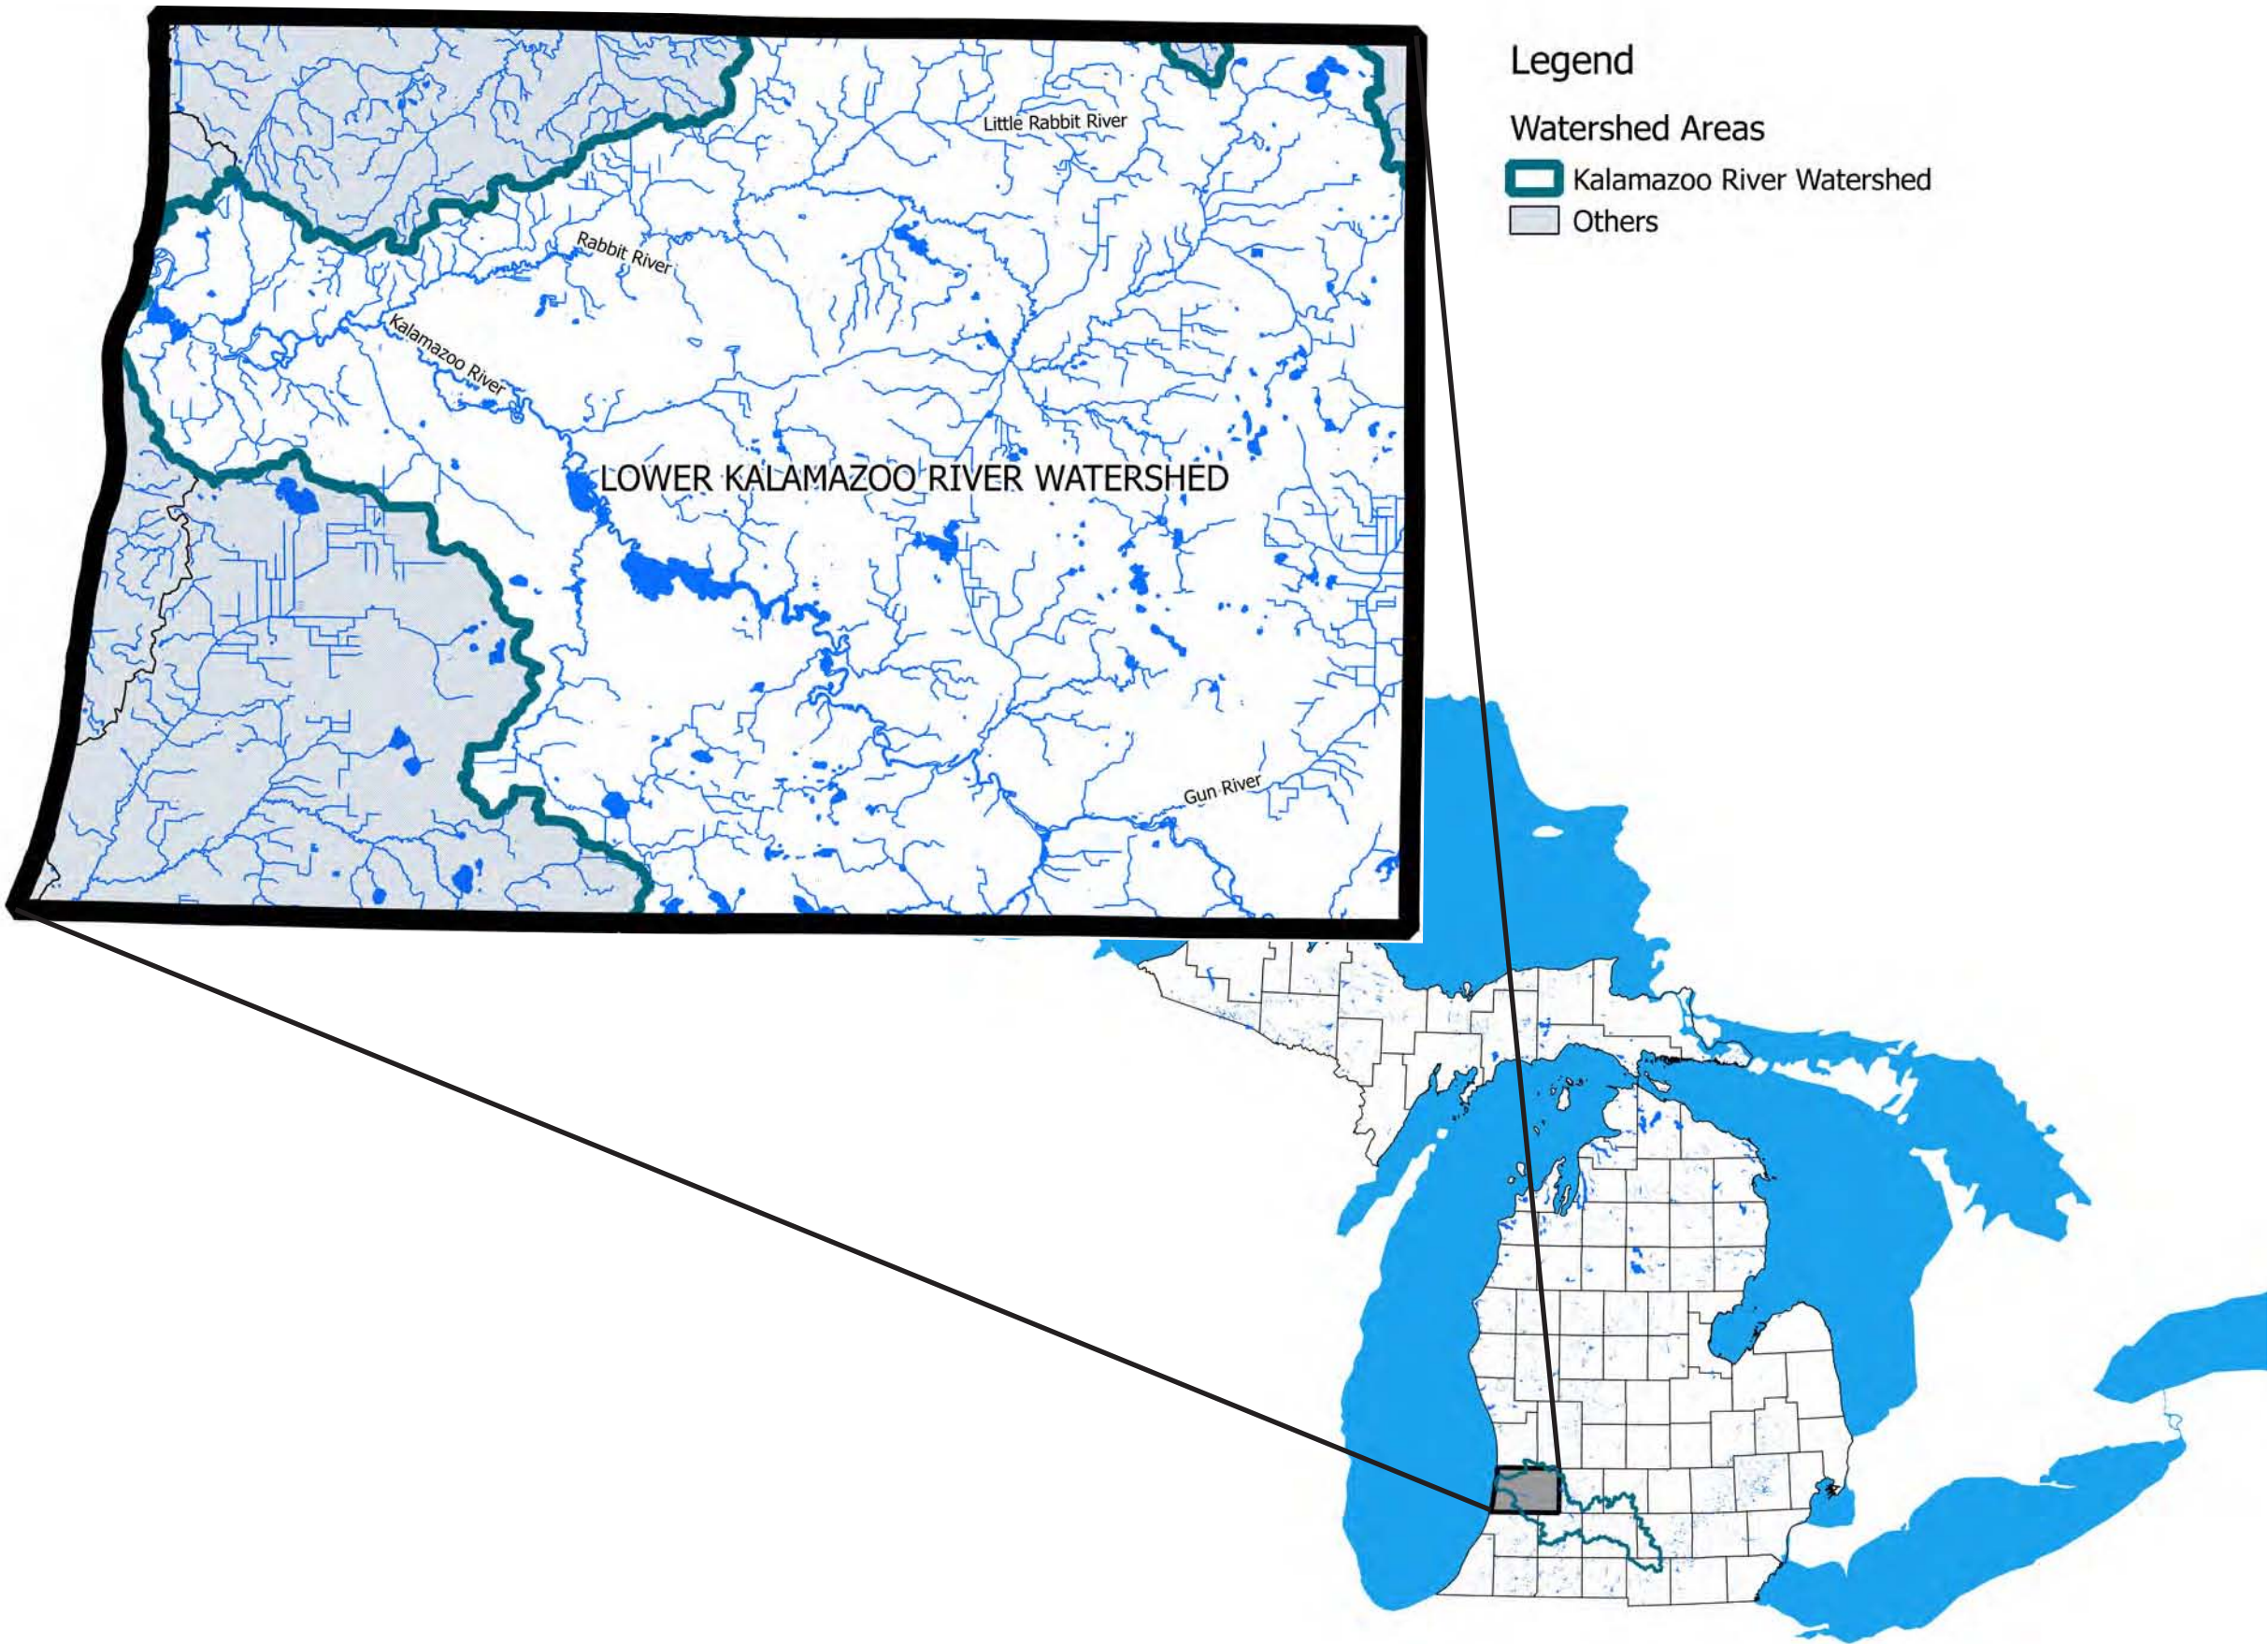 Legend
Watershed Areas
Kalamazoo River Watershed
Others
Little Rabbit River
Rabbit River
Kalamazoo River
LOWER KALAMAZOO RIVER WATERSHED
Gun River